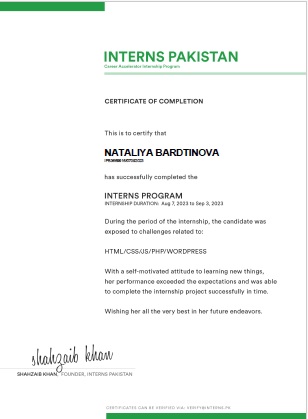 INTERNS PAKISTAN
Career Accelerator Internship Program
CERTIFICATE OF COMPLETION
This is to certify that
NATALIYA BARDTINOVA
has successfully completed the
INTERNS PROGRAM
INTERNSHIP DURATION: Aug 7, 2023 to Sep 3, 2023
During the period of the internship, the candidate was
exposed to challenges related to:
HTML/CSS/JS/PHP/WORDPRESS
With a self-motivated attitude to learning new things,
her performance exceeded the expectations and was able
to complete the internship project successfully in time.
Wishing her all the very best in her future endeavors.
shahzaib khan
SHAHZAIB KHAN, FOUNDER, INTERNS PAKISTAN
CERTIFICATES CAN BE VERIFIED VIA: VERIFY@INTERNS.PK